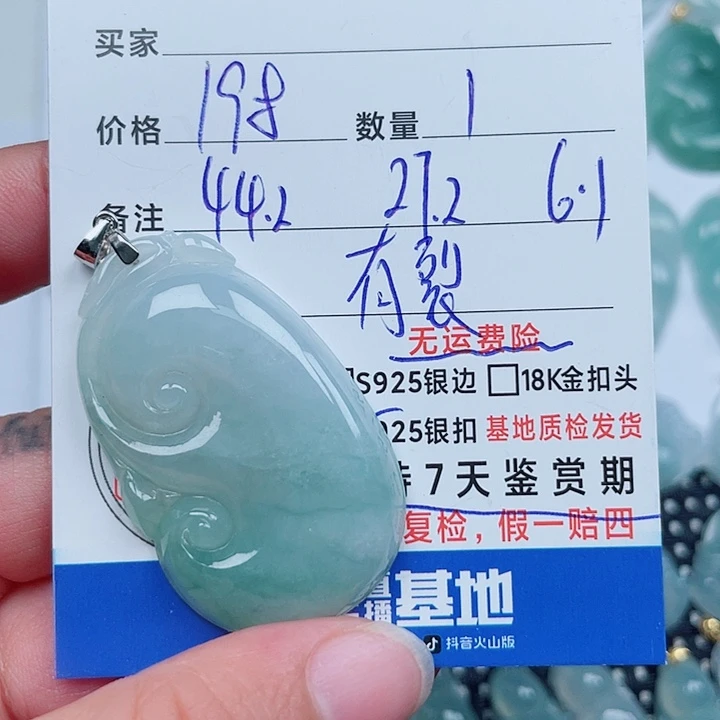 买家
价格 198 数量 1
备注 44.2 27.2 6.1
有裂
无运费险
S925银边 □18K金扣头
925银扣 基地质检发货
持7天鉴赏期
复检，假一赔四
直播基地
抖音火山版